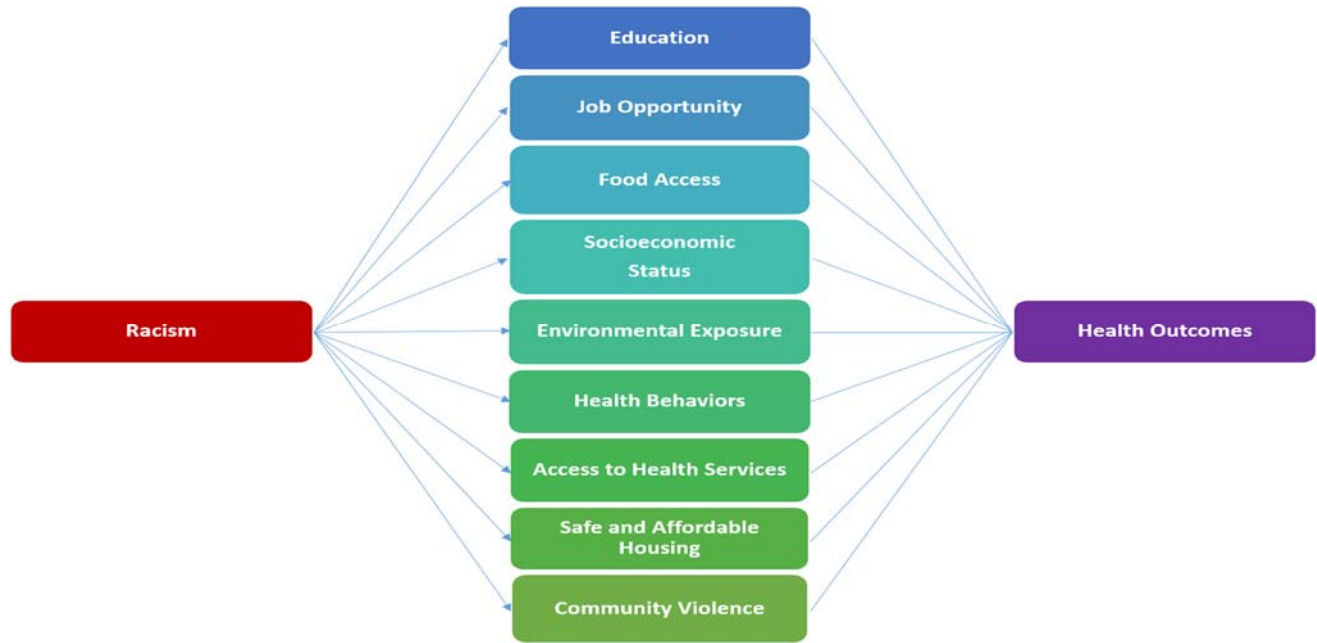 Education
Job Opportunity
Food Access
Socioeconomic
Status
Racism
Environmental Exposure
Health Outcomes
Health Behaviors
Access to Health Services
Safe and Affordable
Housing
Community Violence